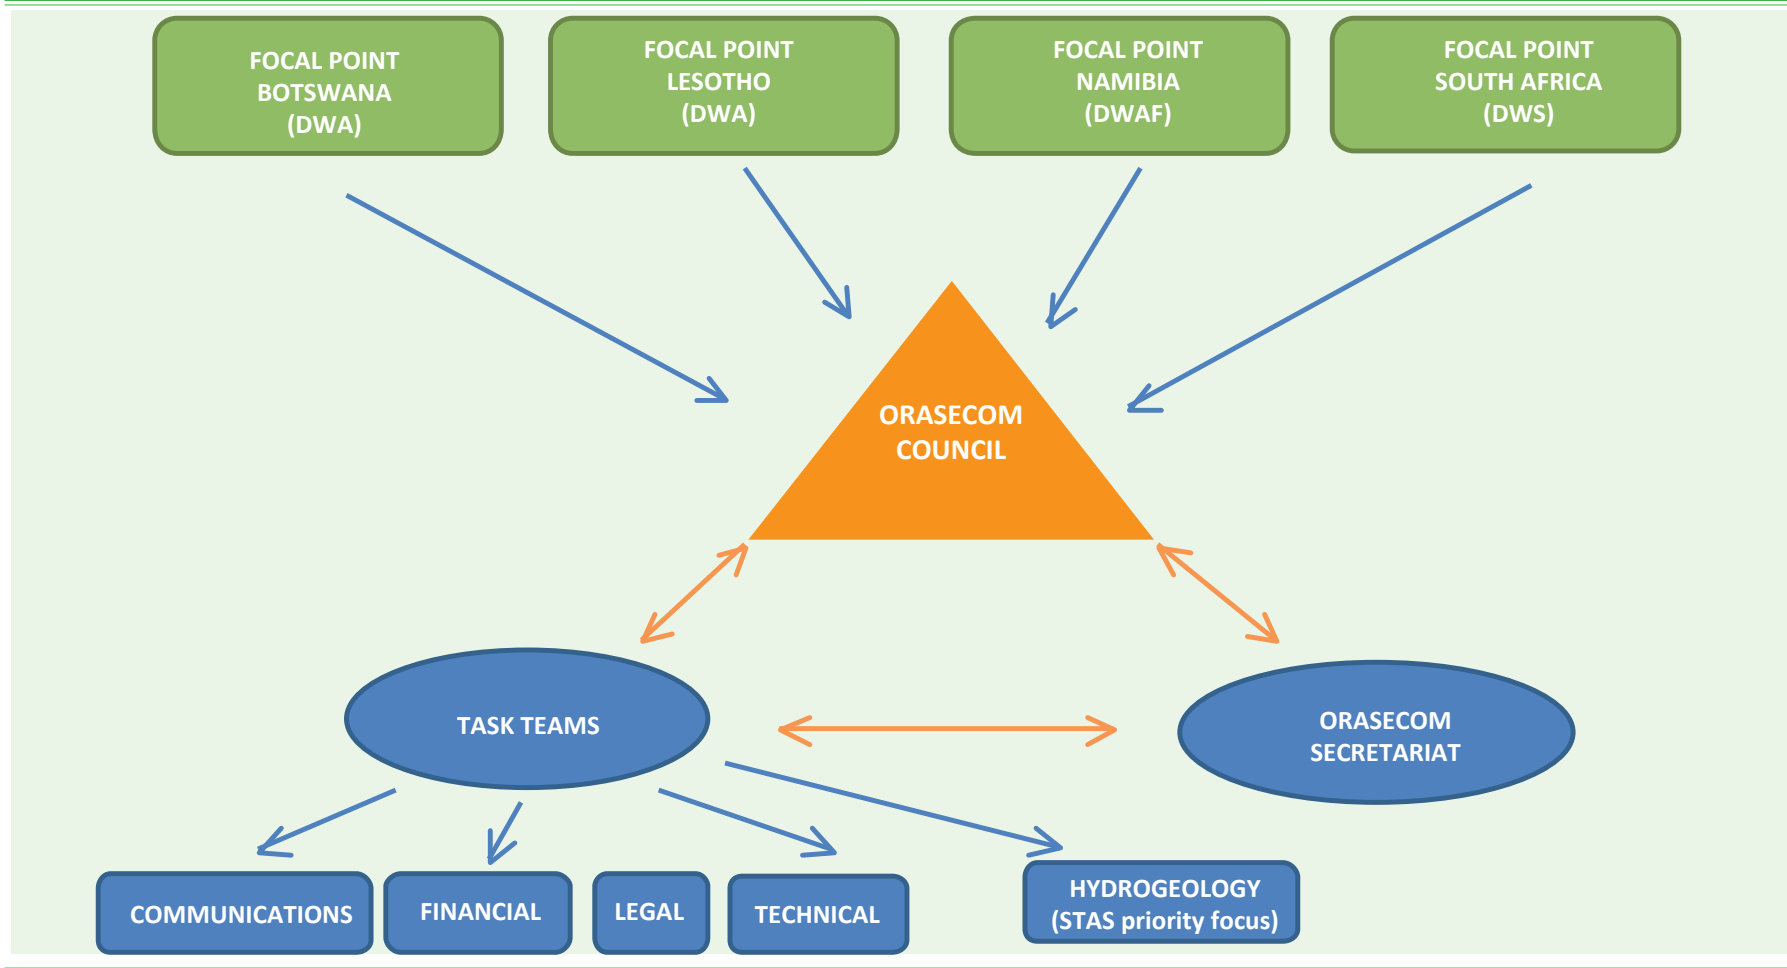 FOCAL POINT
BOTSWANA
(DWA)
FOCAL POINT
LESOTHO
(DWA)
FOCAL POINT
NAMIBIA
(DWAF)
FOCAL POINT
SOUTH AFRICA
(DWS)
ORASECOM
COUNCIL
TASK TEAMS
ORASECOM
SECRETARIAT
COMMUNICATIONS
FINANCIAL
LEGAL
TECHNICAL
HYDROGEOLOGY
(STAS priority focus)